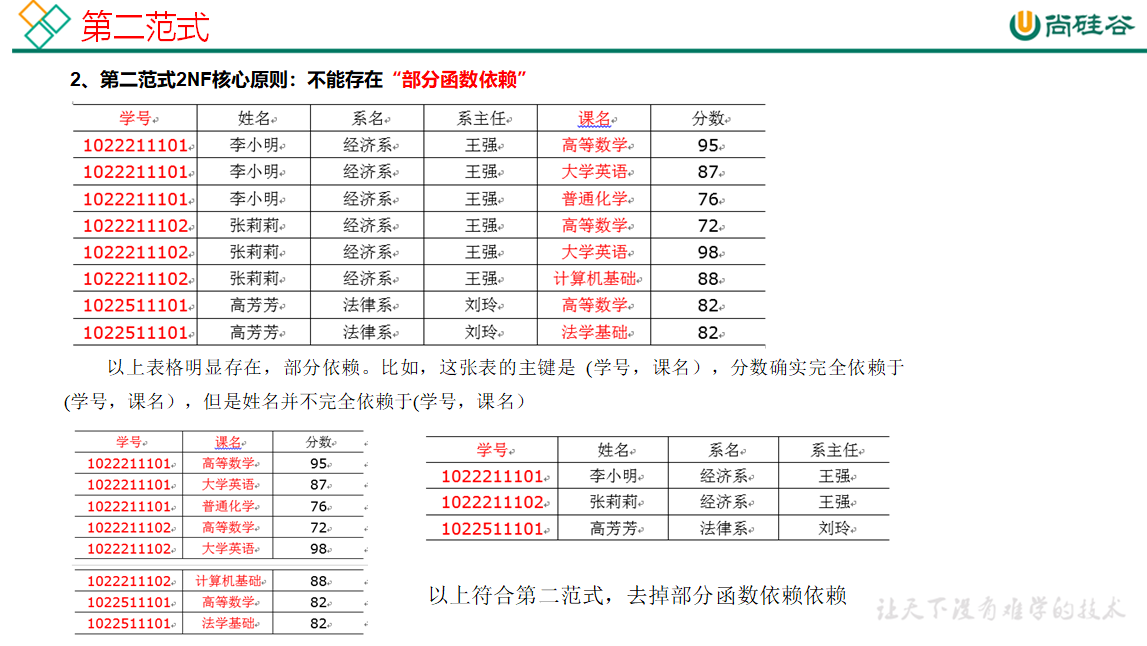 第二范式
尚硅谷
2、第二范式2NF核心原则：不能存在“部分函数依赖”
学号 姓名 系名 系主任 课名 分数
1022211101 李小明 经济系 王强 高等数学 95
1022211101 李小明 经济系 王强 大学英语 87
1022211101 李小明 经济系 王强 普通化学 76
1022211102 张莉莉 经济系 王强 高等数学 72
1022211102 张莉莉 经济系 王强 大学英语 98
1022211102 张莉莉 经济系 王强 计算机基础 88
1022511101 高芳芳 法律系 刘玲 高等数学 82
1022511101 高芳芳 法律系 刘玲 法学基础 82
以上表格明显存在，部分依赖。比如，这张表的主键是 (学号，课名），分数确实完全依赖于
(学号，课名），但是姓名并不完全依赖于(学号，课名）
学号 课名 分数
1022211101 高等数学 95
1022211101 大学英语 87
1022211101 普通化学 76
1022211102 高等数学 72
1022211102 大学英语 98
1022211102 计算机基础 88
1022511101 高等数学 82
1022511101 法学基础 82
学号 姓名 系名 系主任
1022211101 李小明 经济系 王强
1022211102 张莉莉 经济系 王强
1022511101 高芳芳 法律系 刘玲
以上符合第二范式，去掉部分函数依赖依赖
让天下没有难学的技术